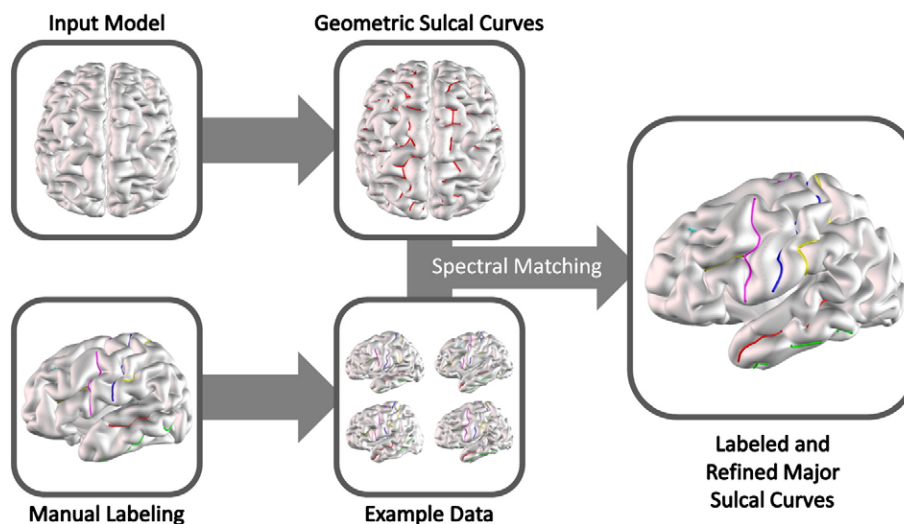 Input Model
Geometric Sulcal Curves
Spectral Matching
Manual Labeling
Example Data
Labeled and
Refined Major
Sulcal Curves